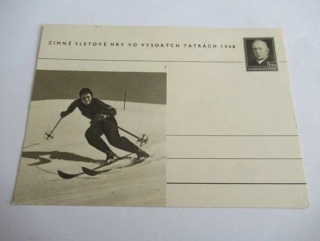 ZIMNÉ SLETOVÉ HRY VO VYSOKÝCH TATRÁCH 1948